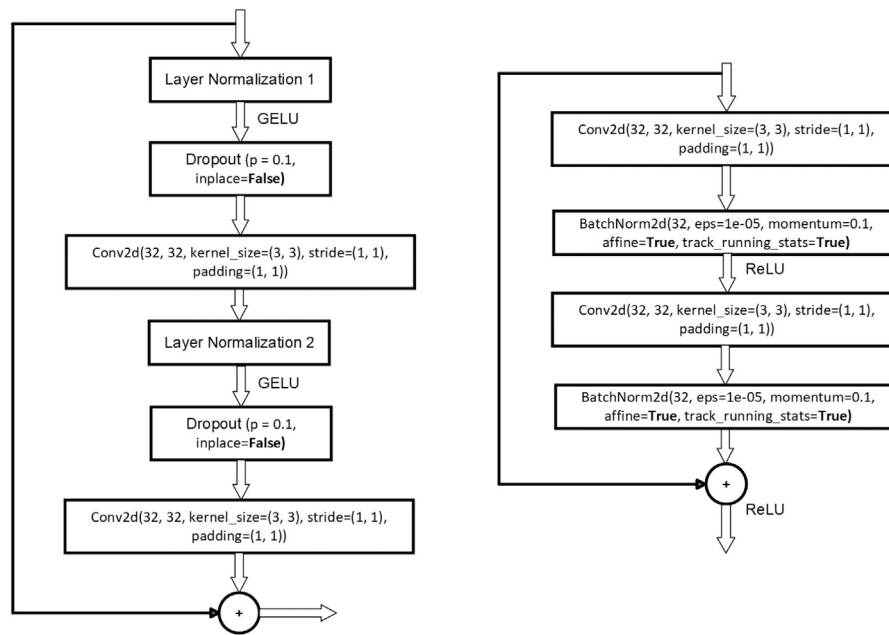 Layer Normalization 1
GELU
Dropout (p = 0.1,
inplace=False)
Conv2d(32, 32, kernel_size=(3, 3), stride=(1, 1),
padding=(1, 1))
Layer Normalization 2
GELU
Dropout (p = 0.1,
inplace=False)
Conv2d(32, 32, kernel_size=(3, 3), stride=(1, 1),
padding=(1, 1))
+
Conv2d(32, 32, kernel_size=(3, 3), stride=(1, 1),
padding=(1, 1))
BatchNorm2d(32, eps=1e-05, momentum=0.1,
affine=True, track_running_stats=True)
ReLU
Conv2d(32, 32, kernel_size=(3, 3), stride=(1, 1),
padding=(1, 1))
BatchNorm2d(32, eps=1e-05, momentum=0.1,
affine=True, track_running_stats=True)
+
ReLU